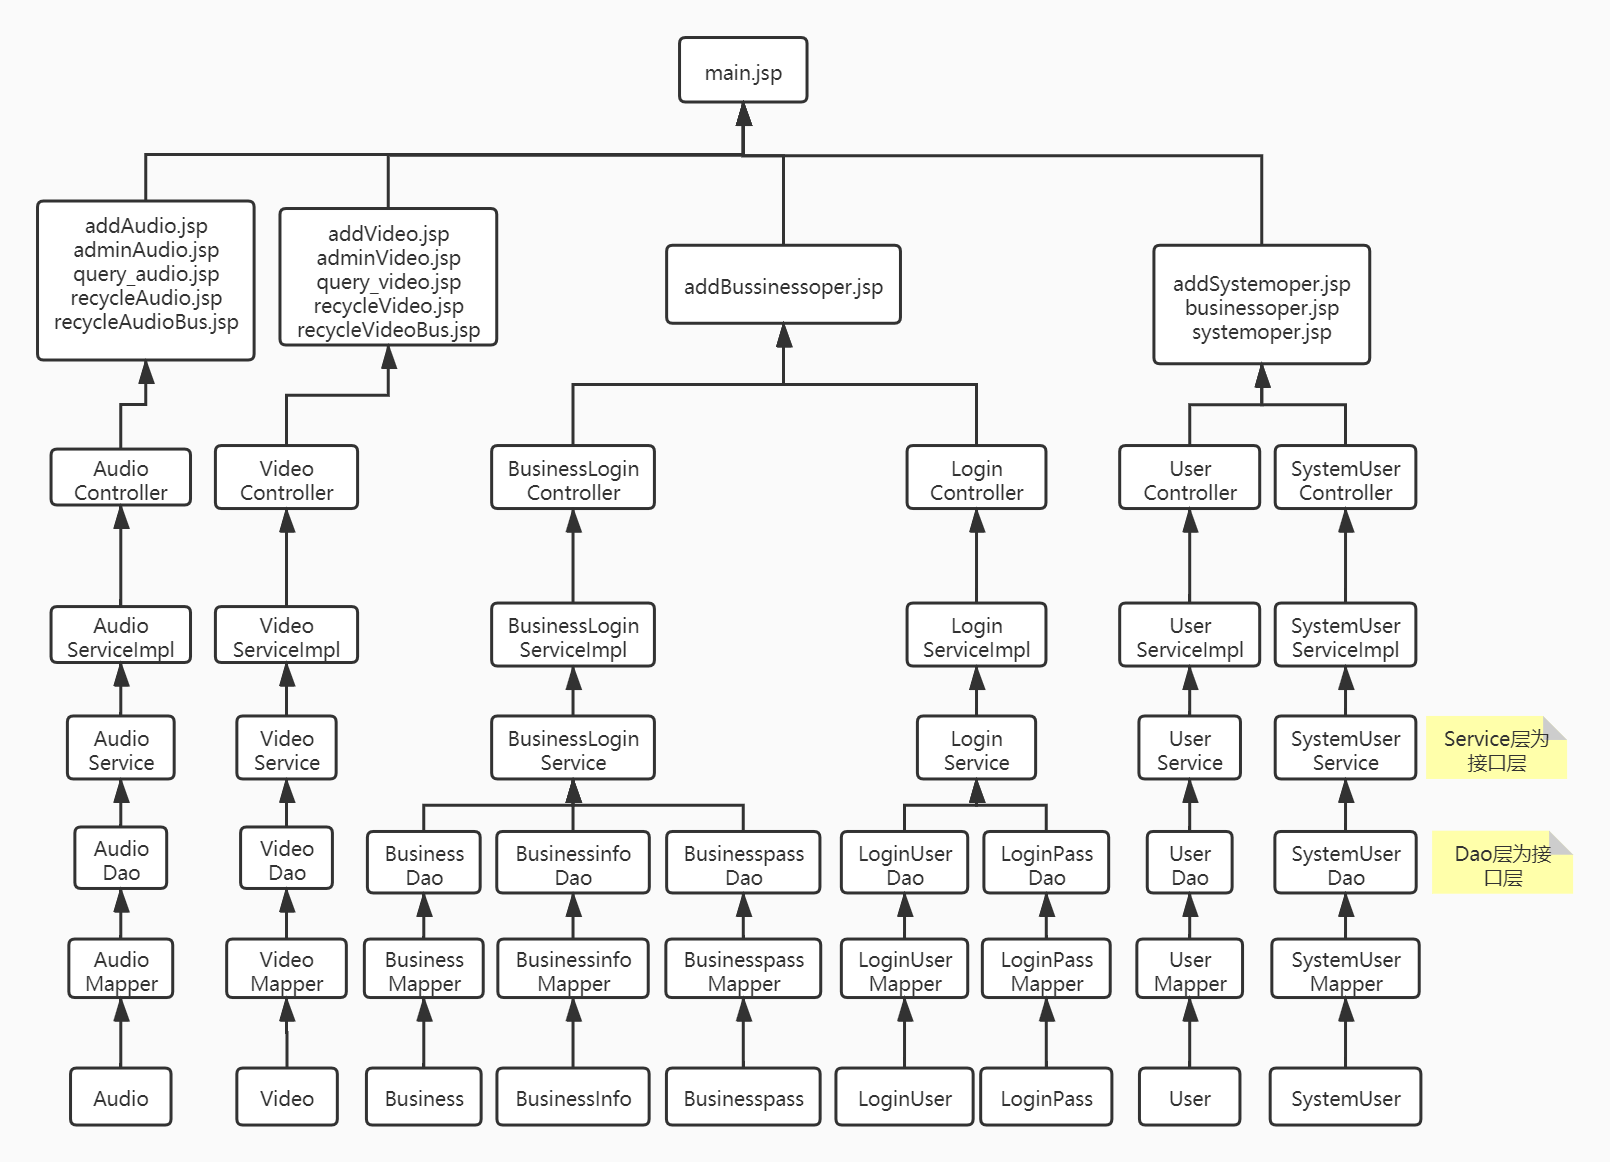 main.jsp
addAudio.jsp
adminAudio.jsp
query_audio.jsp
recycleAudio.jsp
recycleAudioBus.jsp
addVideo.jsp
adminVideo.jsp
query_video.jsp
recycleVideo.jsp
recycleVideoBus.jsp
addBussinessoper.jsp
addSystemoper.jsp
businessoper.jsp
systemoper.jsp
Audio
Controller
Video
Controller
BusinessLogin
Controller
Login
Controller
User
Controller
SystemUser
Controller
Audio
ServiceImpl
Video
ServiceImpl
BusinessLogin
ServiceImpl
Login
ServiceImpl
User
ServiceImpl
SystemUser
ServiceImpl
Audio
Service
Video
Service
BusinessLogin
Service
Login
Service
User
Service
SystemUser
Service
Service层为
接口层
Audio
Dao
Video
Dao
Business
Dao
Businessinfo
Dao
Businesspass
Dao
LoginUser
Dao
LoginPass
Dao
User
Dao
SystemUser
Dao
Dao层为接
口层
Audio
Mapper
Video
Mapper
Business
Mapper
Businessinfo
Mapper
Businesspass
Mapper
LoginUser
Mapper
LoginPass
Mapper
User
Mapper
SystemUser
Mapper
Audio
Video
Business
BusinessInfo
Businesspass
LoginUser
LoginPass
User
SystemUser